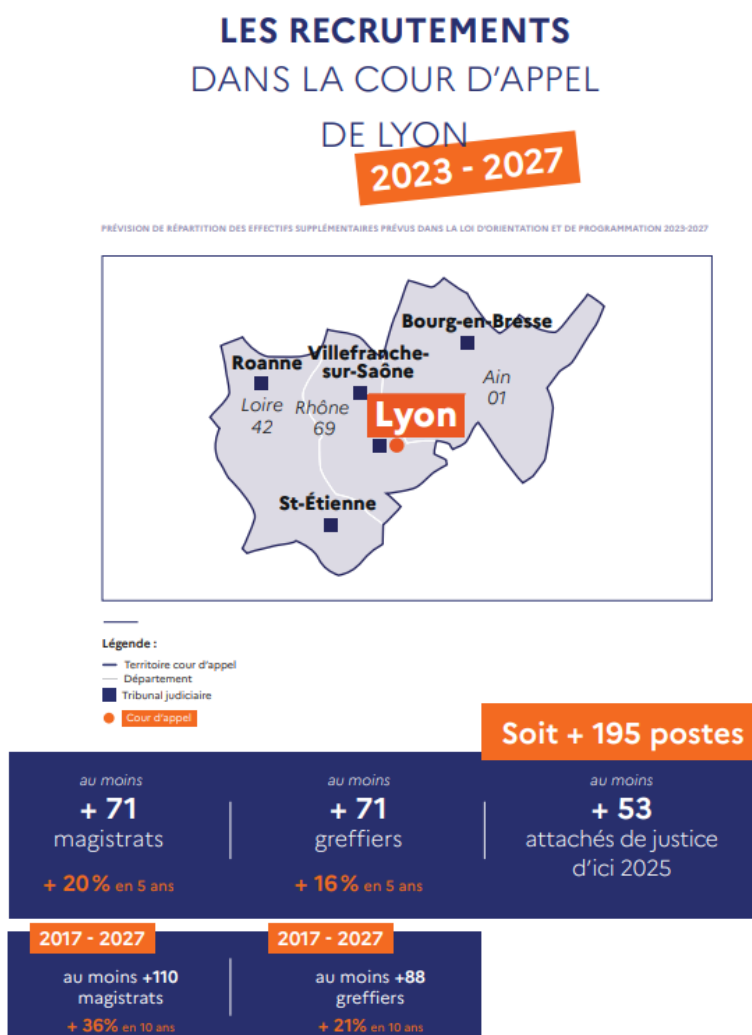 LES RECRUTEMENTS
DANS LA COUR D'APPEL
DE LYON
2023 - 2027
PRÉVISION DE RÉPARTITION DES EFFECTIFS SUPPLÉMENTAIRES PRÉVUS DANS LA LOI D'ORIENTATION ET DE PROGRAMMATION 2023-2027
Bourg-en-Bresse
Villefranche-
sur-Saône
Roanne
Ain
01
Loire
42
Rhône
69
Lyon
St-Étienne
Légende :
Territoire cour d'appel
Département
Tribunal judiciaire
Cour d'appel
Soit + 195 postes
au moins
+ 71
magistrats
+ 20% en 5 ans
au moins
+ 71
greffiers
+ 16% en 5 ans
au moins
+ 53
attachés de justice
d'ici 2025
2017 - 2027
au moins +110
magistrats
+ 36% en 10 ans
2017 - 2027
au moins +88
greffiers
+ 21% en 10 ans